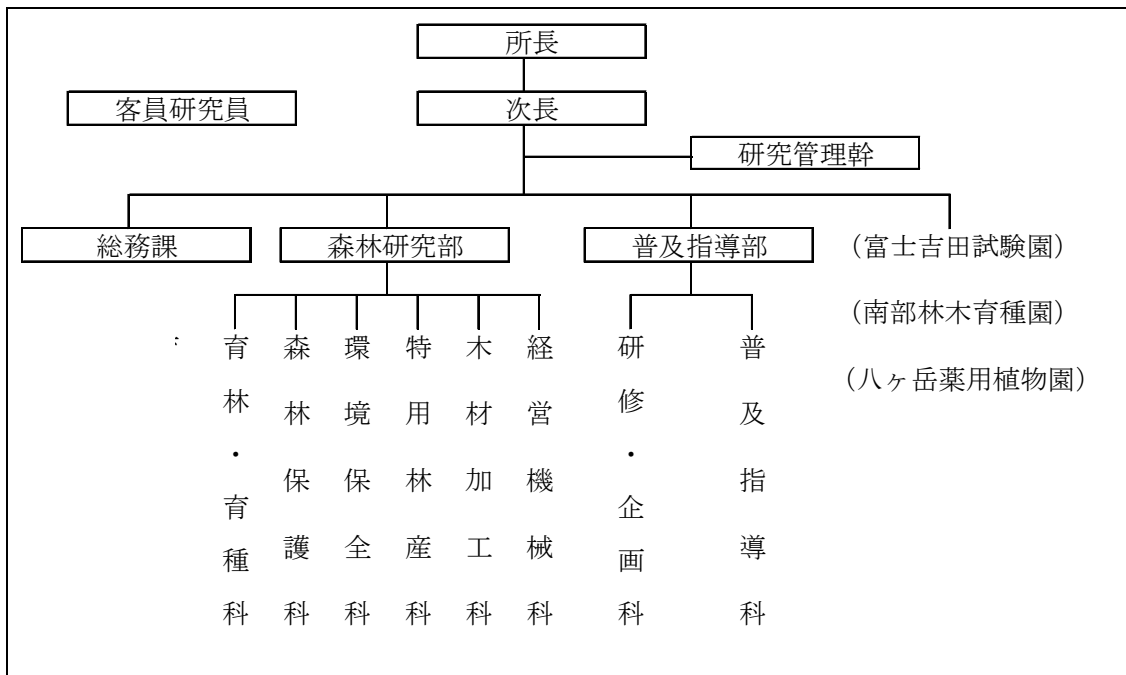 所長
客員研究員
次長
研究管理幹
総務課
森林研究部
普及指導部
（富士吉田試験園）
（南部林木育種園）
（八ヶ岳薬用植物園）
育林・育種科
森林保護科
環境保全科
特用林産科
木材加工科
経営機械科
研修・企画科
普及指導科